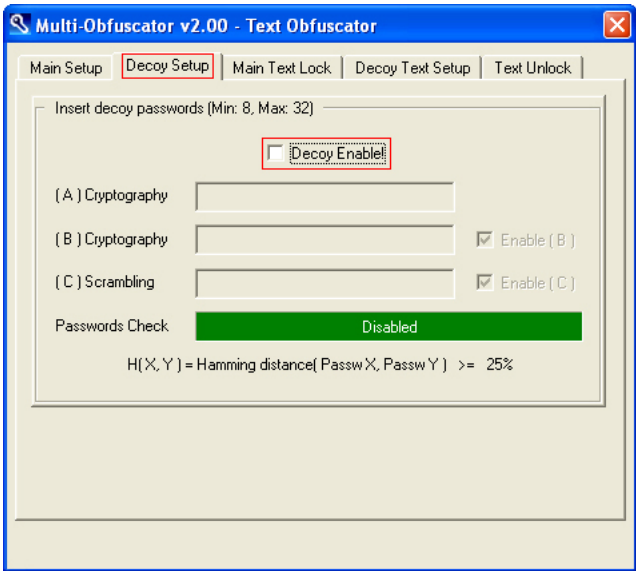 Multi-Obfuscator v2.00 - Text Obfuscator
Main Setup Decoy Setup Main Text Lock Decoy Text Setup Text Unlock
Insert decoy passwords (Min: 8, Max: 32)
Decoy Enable!
(A) Cryptography
(B) Cryptography Enable (B)
(C) Scrambling Enable (C)
Passwords Check Disabled
H(X, Y) = Hamming distance( Passw X, Passw Y ) >= 25%